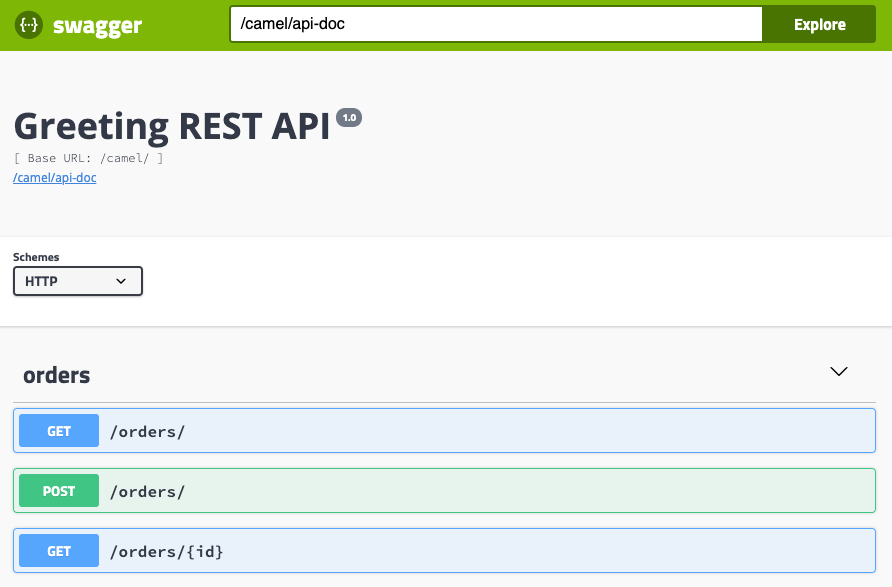 {···} swagger /camel/api-doc Explore
Greeting REST API 1.0
[ Base URL: /camel/ ]
/camel/api-doc
Schemes
HTTP
orders
GET /orders/
POST /orders/
GET /orders/{id}